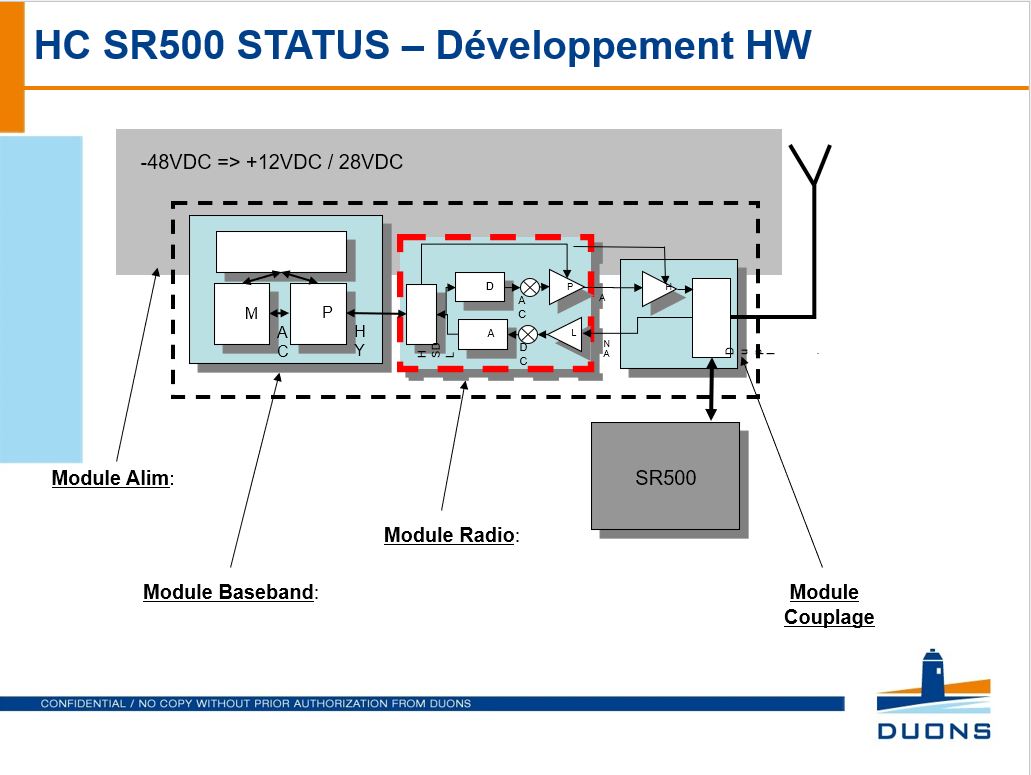 HC SR500 STATUS – Développement HW
-48VDC => +12VDC / 28VDC
M
A
C
P
H
Y
H
SD
L
D
A
C
A
D
C
P
A
L
N
A
H
SR500
Module Alim:
Module Radio:
Module Baseband:
Module
Couplage
CONFIDENTIAL / NO COPY WITHOUT PRIOR AUTHORIZATION FROM DUONS
DUONS